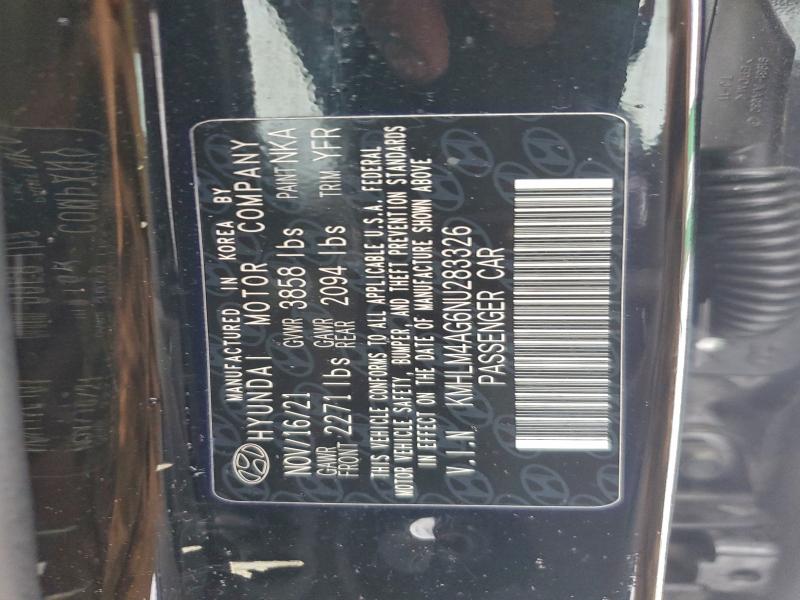 MANUFACTURED IN KOREA BY
HYUNDAI MOTOR COMPANY
NOV/16/21 GVWR 3858 lbs PAINT NKA
GAWR FRONT 2271 lbs GAWR REAR 2094 lbs TRIM YFR
THIS VEHICLE CONFORMS TO ALL APPLICABLE U.S.A. FEDERAL
MOTOR VEHICLE SAFETY, BUMPER, AND THEFT PREVENTION STANDARDS
IN EFFECT ON THE DATE OF MANUFACTURE SHOWN ABOVE
V.I.N. KMHLM4AG6NU283326
PASSENGER CAR
1